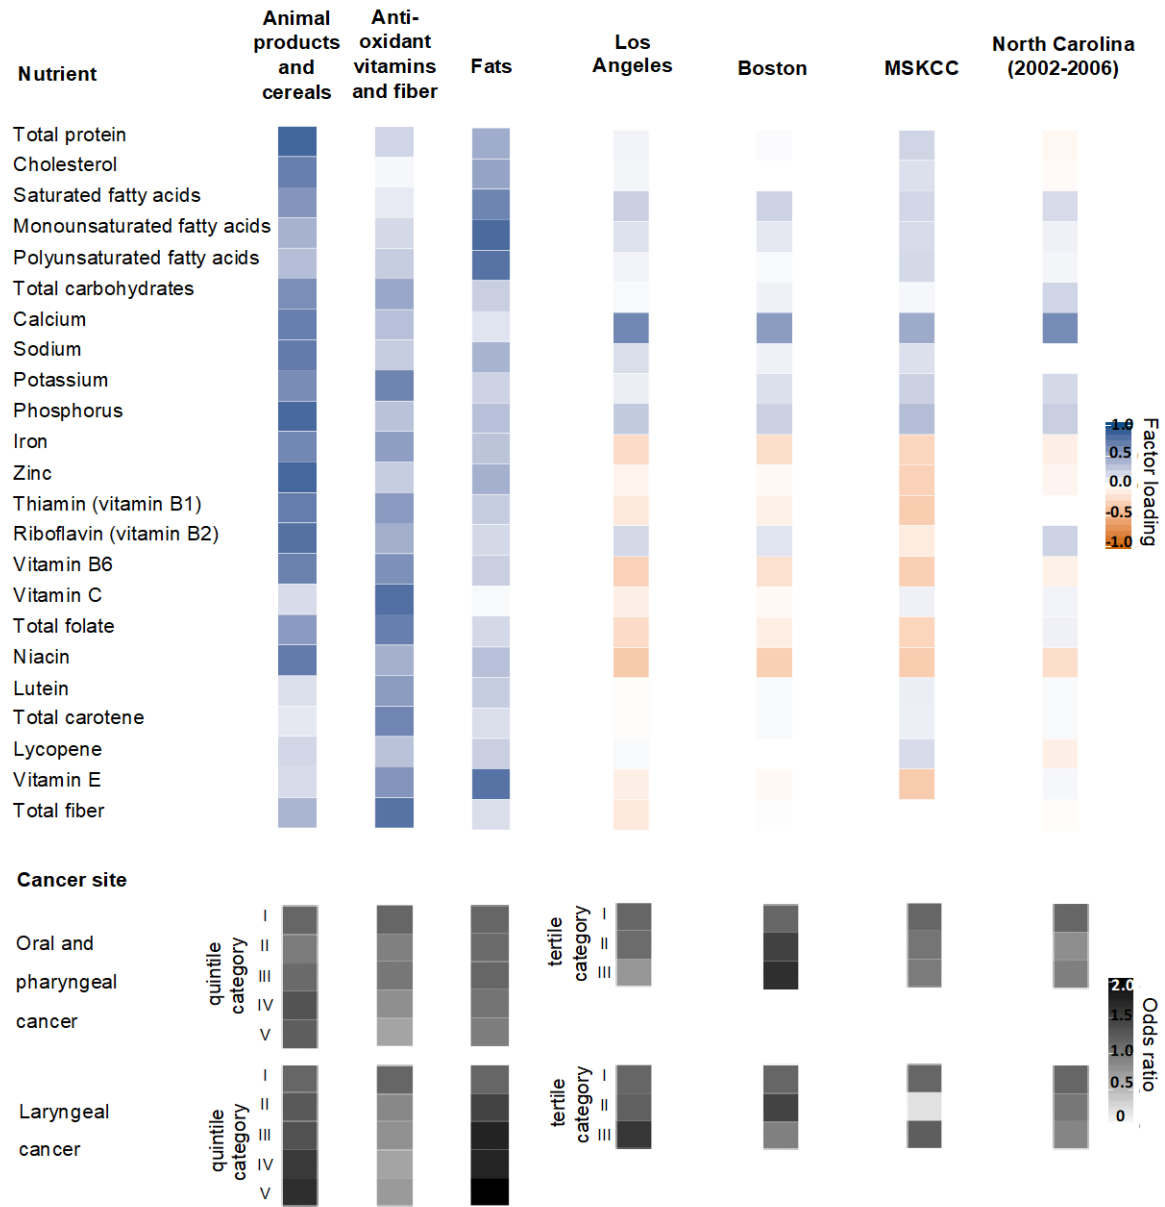 Nutrient
Animal
products
and
cereals
Anti-
oxidant
vitamins
and fiber
Fats
Los
Angeles
Boston
MSKCC
North Carolina
(2002-2006)
Total protein
Cholesterol
Saturated fatty acids
Monounsaturated fatty acids
Polyunsaturated fatty acids
Total carbohydrates
Calcium
Sodium
Potassium
Phosphorus
Iron
Zinc
Thiamin (vitamin B1)
Riboflavin (vitamin B2)
Vitamin B6
Vitamin C
Total folate
Niacin
Lutein
Total carotene
Lycopene
Vitamin E
Total fiber
1.0
0.5
0.0
-0.5
-1.0
Factor loading
Cancer site
Oral and
pharyngeal
cancer
quintile
category
I
II
III
IV
V
tertile
category
I
II
III
Laryngeal
cancer
quintile
category
I
II
III
IV
V
tertile
category
I
II
III
2.0
1.5
1.0
0.5
0
Odds ratio